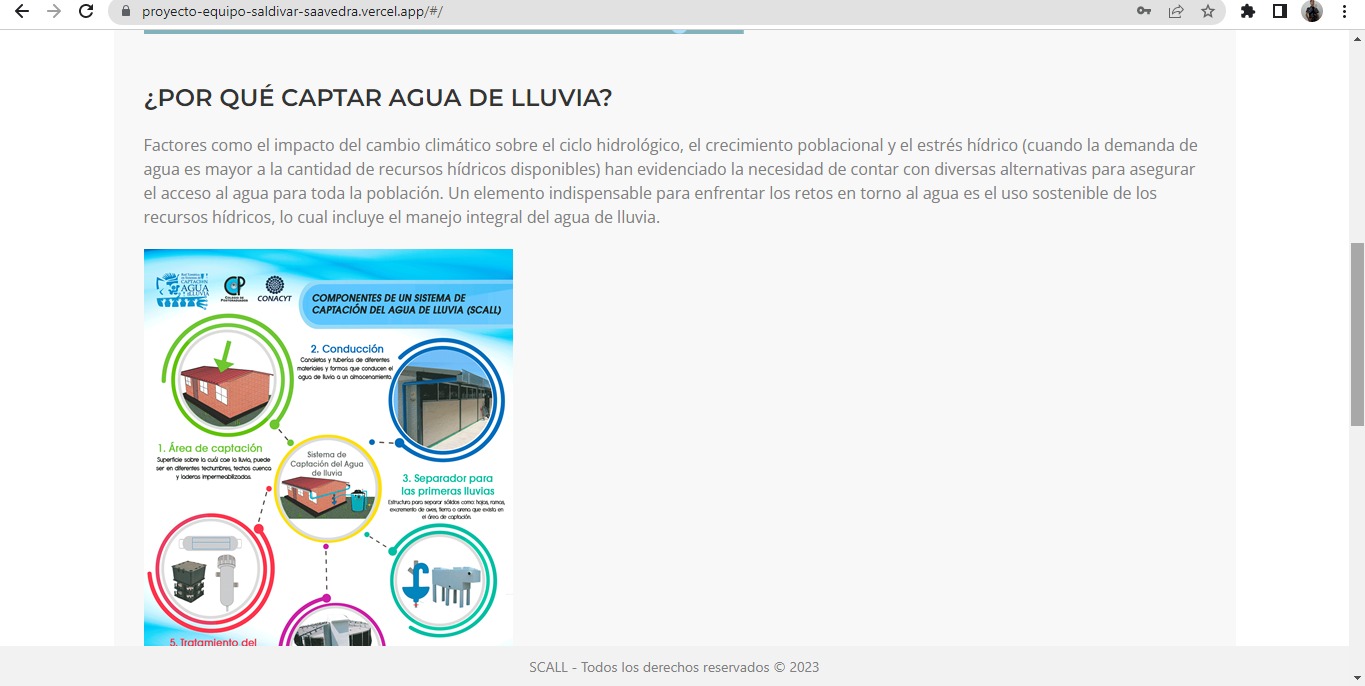 proyecto-equipo-saldivar-saavedra.vercel.app/#/
¿POR QUÉ CAPTAR AGUA DE LLUVIA?
Factores como el impacto del cambio climático sobre el ciclo hidrológico, el crecimiento poblacional y el estrés hídrico (cuando la demanda de
agua es mayor a la cantidad de recursos hídricos disponibles) han evidenciado la necesidad de contar con diversas alternativas para asegurar
el acceso al agua para toda la población. Un elemento indispensable para enfrentar los retos en torno al agua es el uso sostenible de los
recursos hídricos, lo cual incluye el manejo integral del agua de lluvia.
CAPTACIÓN
AGUA
LLUVIA
CP
COLEGIO DE
POSTGRADUADOS
CONACYT
COMPONENTES DE UN SISTEMA DE
CAPTACIÓN DEL AGUA DE LLUVIA (SCALL)
2. Conducción
Canaletas y tuberías de diferentes
materiales y formas que conducen el
agua de lluvia a un almacenamiento.
1. Área de captación
Superficie sobre la cuál cae la lluvia, puede
ser en diferentes techumbres, techos cuenca
y laderas impermeabilizadas.
Sistema de
Captación del Agua
de lluvia
3. Separador para
las primeras lluvias
Estructura para separar sólidos como: hojas, ramas,
excremento de aves, tierra o arena que exista en
el área de captación.
5. Tratamiento del
SCALL - Todos los derechos reservados © 2023